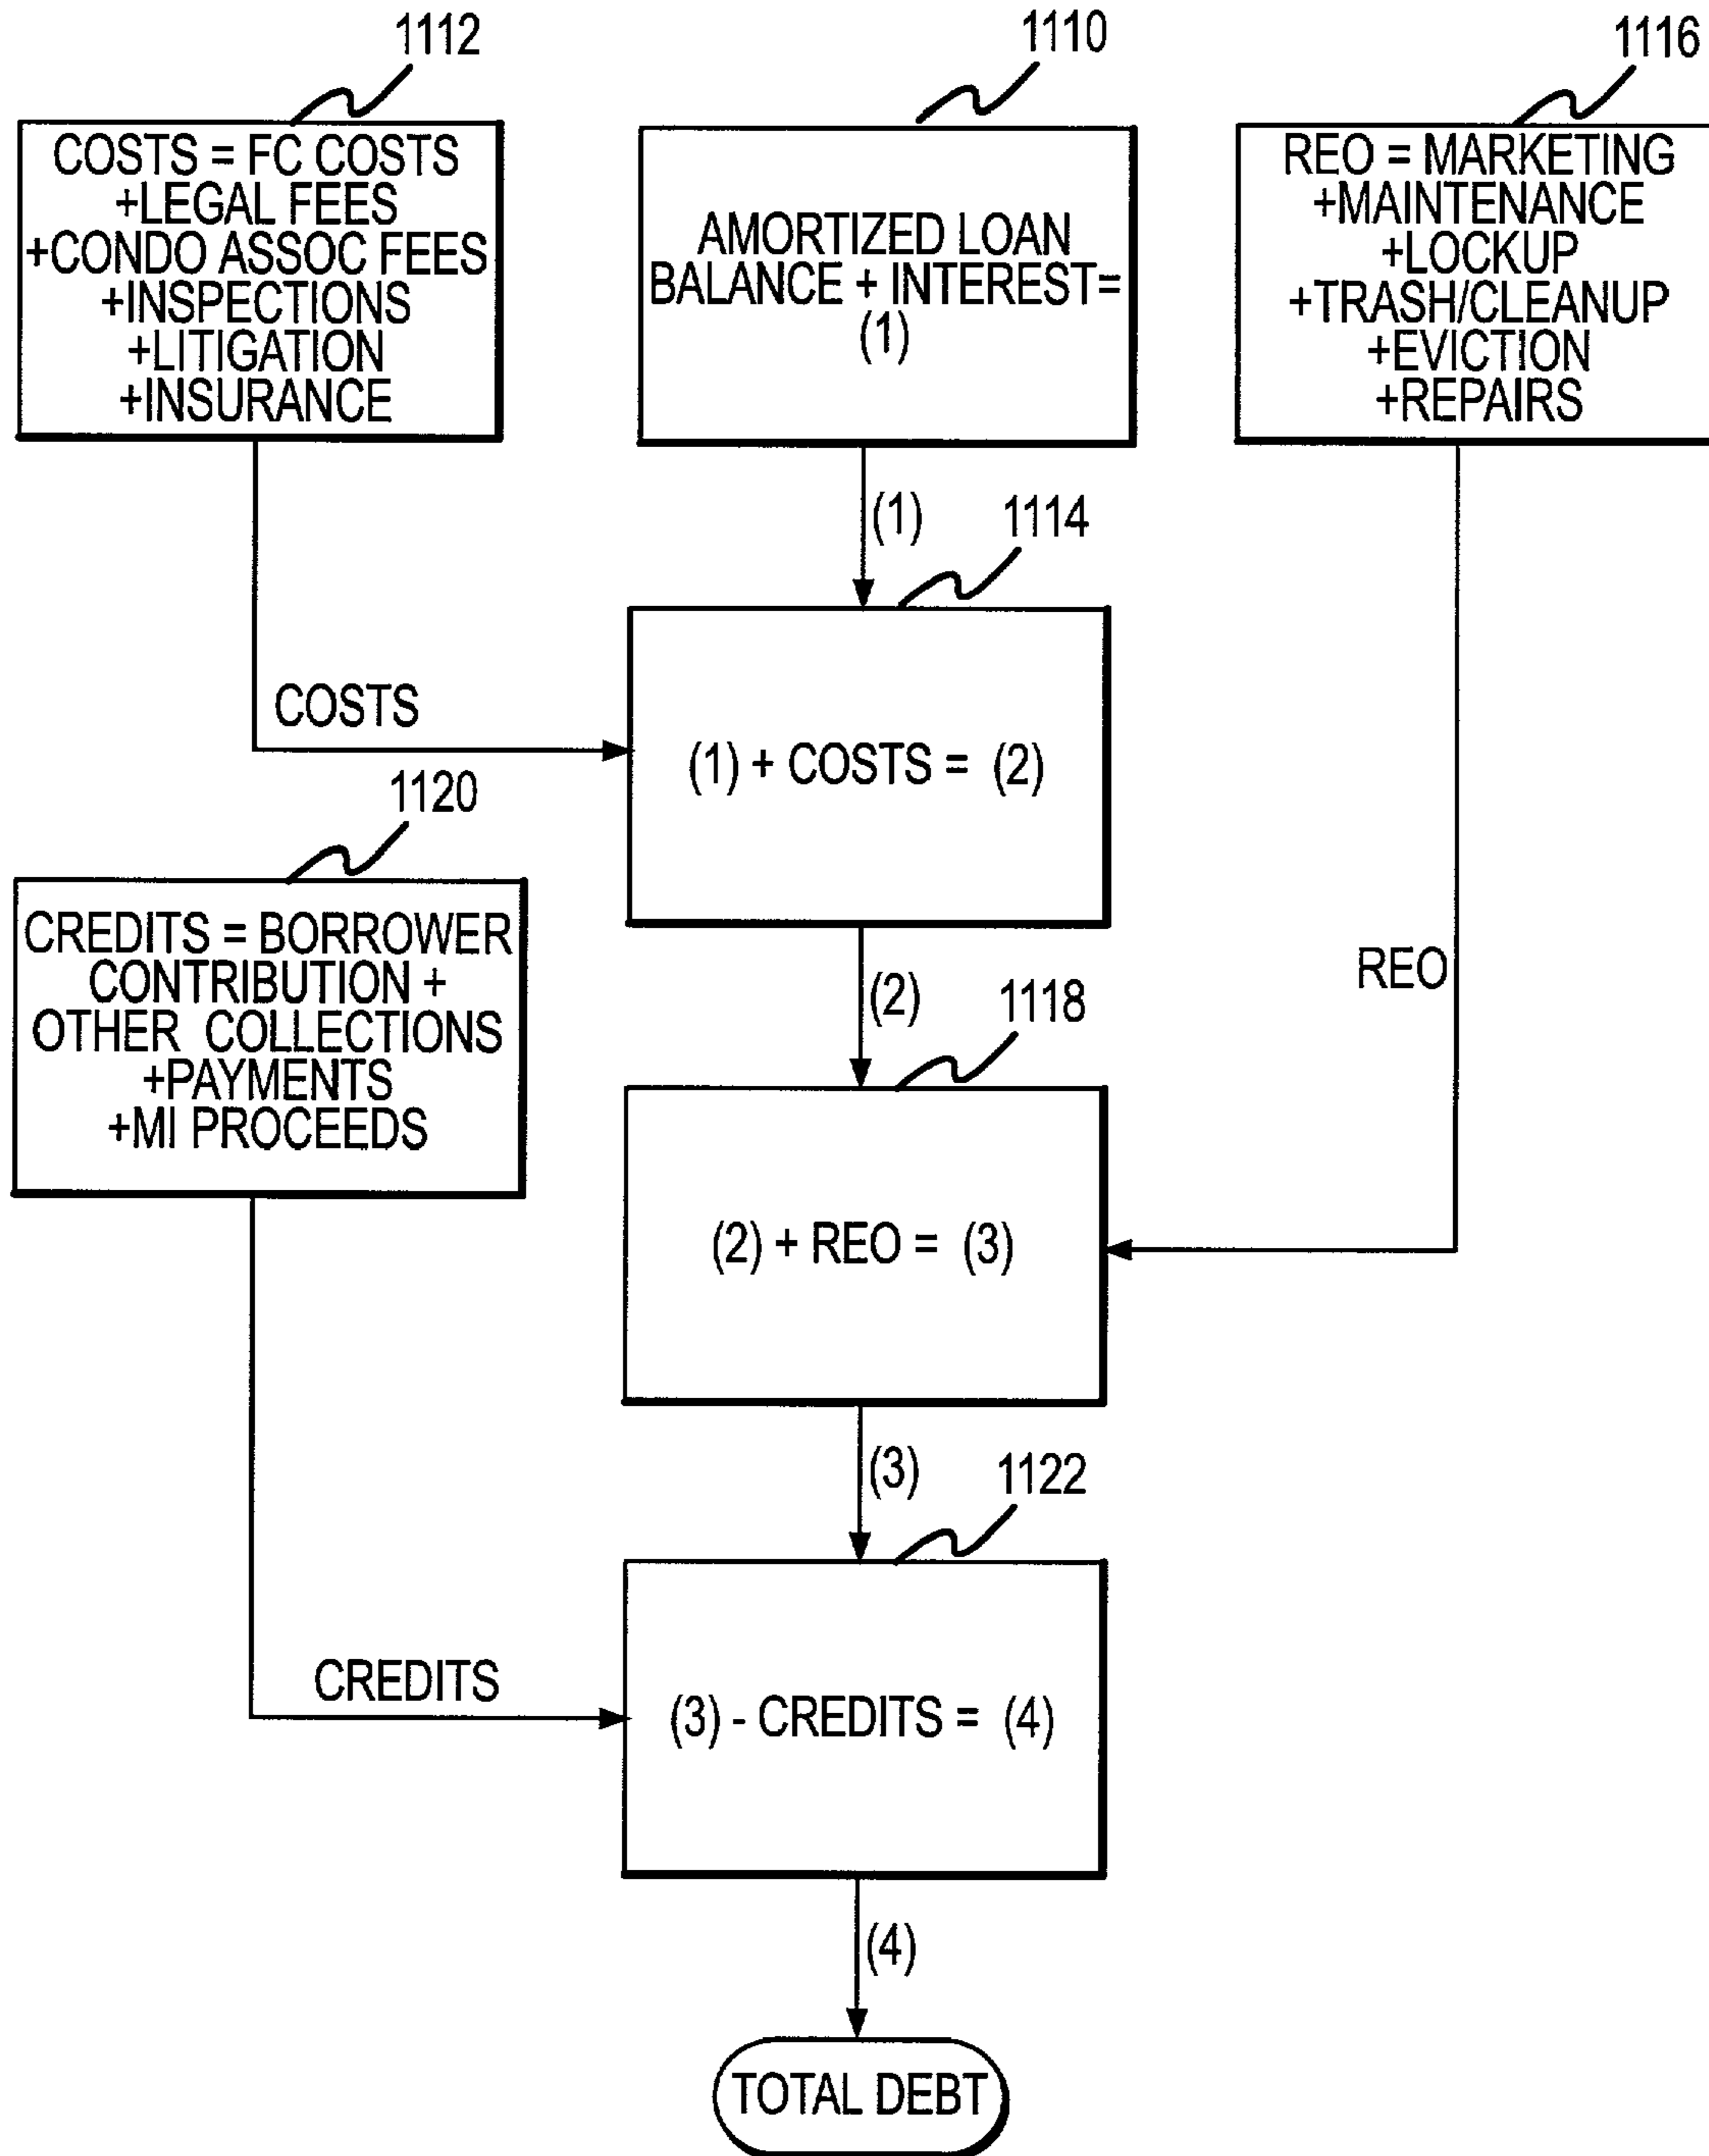 1112
1110
1116
COSTS = FC COSTS
+LEGAL FEES
+CONDO ASSOC FEES
+INSPECTIONS
+LITIGATION
+INSURANCE
AMORTIZED LOAN
BALANCE + INTEREST=
(1)
REO = MARKETING
+MAINTENANCE
+LOCKUP
+TRASH/CLEANUP
+EVICTION
+REPAIRS
(1)
1114
COSTS
(1) + COSTS = (2)
1120
CREDITS = BORROWER
CONTRIBUTION +
OTHER COLLECTIONS
+PAYMENTS
+MI PROCEEDS
REO
(2)
1118
(2) + REO = (3)
(3)
1122
CREDITS
(3) - CREDITS = (4)
(4)
TOTAL DEBT